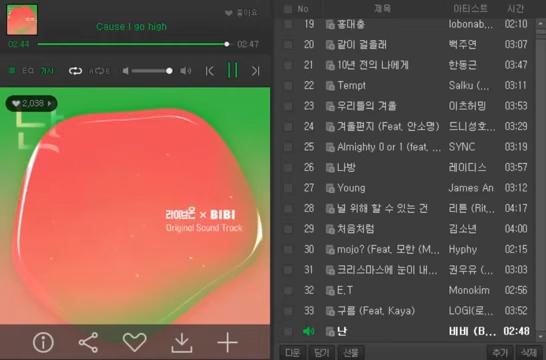 Cause I go high
좋아요
02:44
02:47
EQ 가사
A B
2,038
난
라이브온 × BIBI
Original Sound Track
No 제목 아티스트 시간
19 홍대출 lobonab... 02:10
20 같이 걸을래 백주연 03:07
21 10년 전의 나에게 한동근 03:47
22 Tempt Salku (... 03:11
23 우리들의 겨울 이츠허밍 03:53
24 겨울편지 (Feat, 안소명) 드니성호... 03:29
25 Almighty 0 or 1 (feat, ... SYNC 03:19
26 나방 레이디스 03:57
27 Young James An 03:12
28 널 위해 할 수 있는 건 리튼 (Rit... 04:17
29 처음처럼 김소년 04:00
30 mojo? (Feat, 모한 (M... Hyphy 02:15
31 크리스마스에 눈이 내... 권우유 (... 03:03
32 E.T Monokim 02:56
33 구름 (Feat, Kaya) LOGI(로... 03:52
난 비비 (B... 02:48
다운 담기 선물 추가 삭제